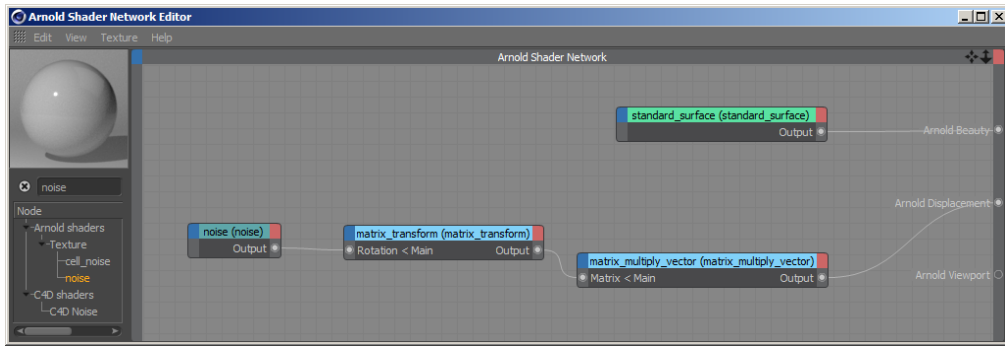 Arnold Shader Network Editor
Edit View Texture Help
Arnold Shader Network
standard_surface (standard_surface)
Output
Arnold Beauty
noise
Node
Arnold shaders
Texture
cell_noise
noise
C4D shaders
C4D Noise
Arnold Displacement
noise (noise)
Output
matrix_transform (matrix_transform)
Rotation < Main Output
matrix_multiply_vector (matrix_multiply_vector)
Matrix < Main Output
Arnold Viewport